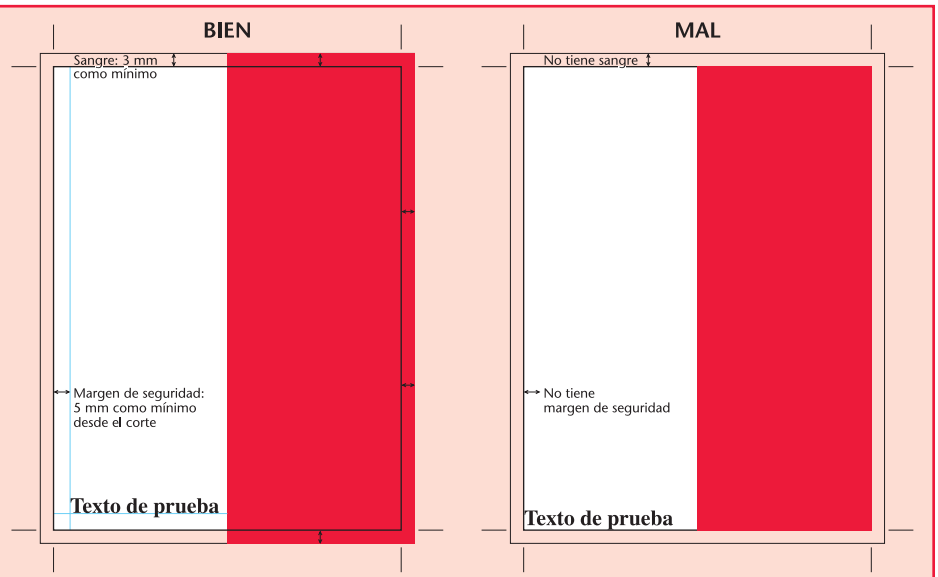 BIEN
Sangre: 3 mm
como mínimo
Margen de seguridad:
5 mm como mínimo
desde el corte
Texto de prueba
MAL
No tiene sangre
No tiene
margen de seguridad
Texto de prueba